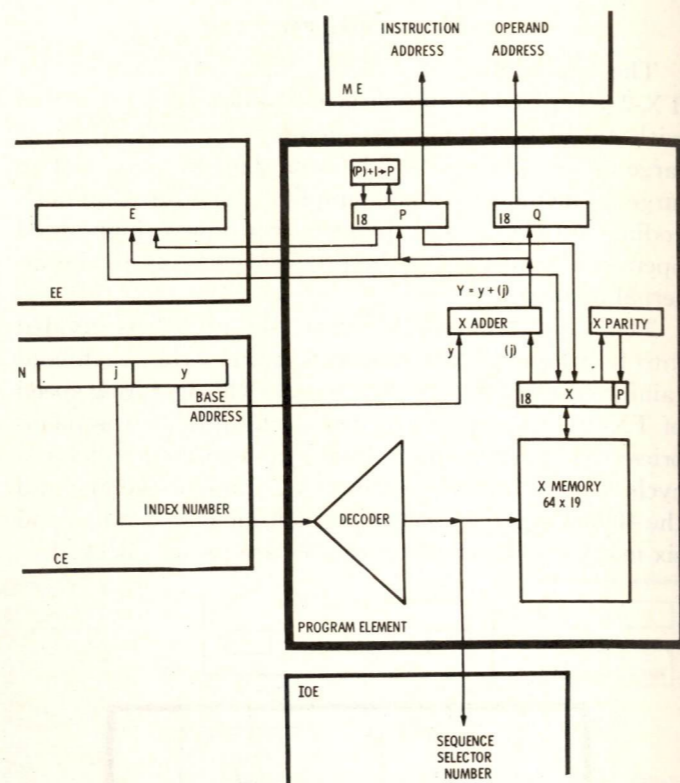 INSTRUCTION
ADDRESS
OPERAND
ADDRESS
M E
(P)+1→P
E
18 P
18 Q
EE
Y = y + (j)
X ADDER
X PARITY
y
(j)
N
j
y
18 X P
BASE
ADDRESS
X MEMORY
64 x 19
INDEX NUMBER
DECODER
CE
PROGRAM ELEMENT
IOE
SEQUENCE
SELECTOR
NUMBER